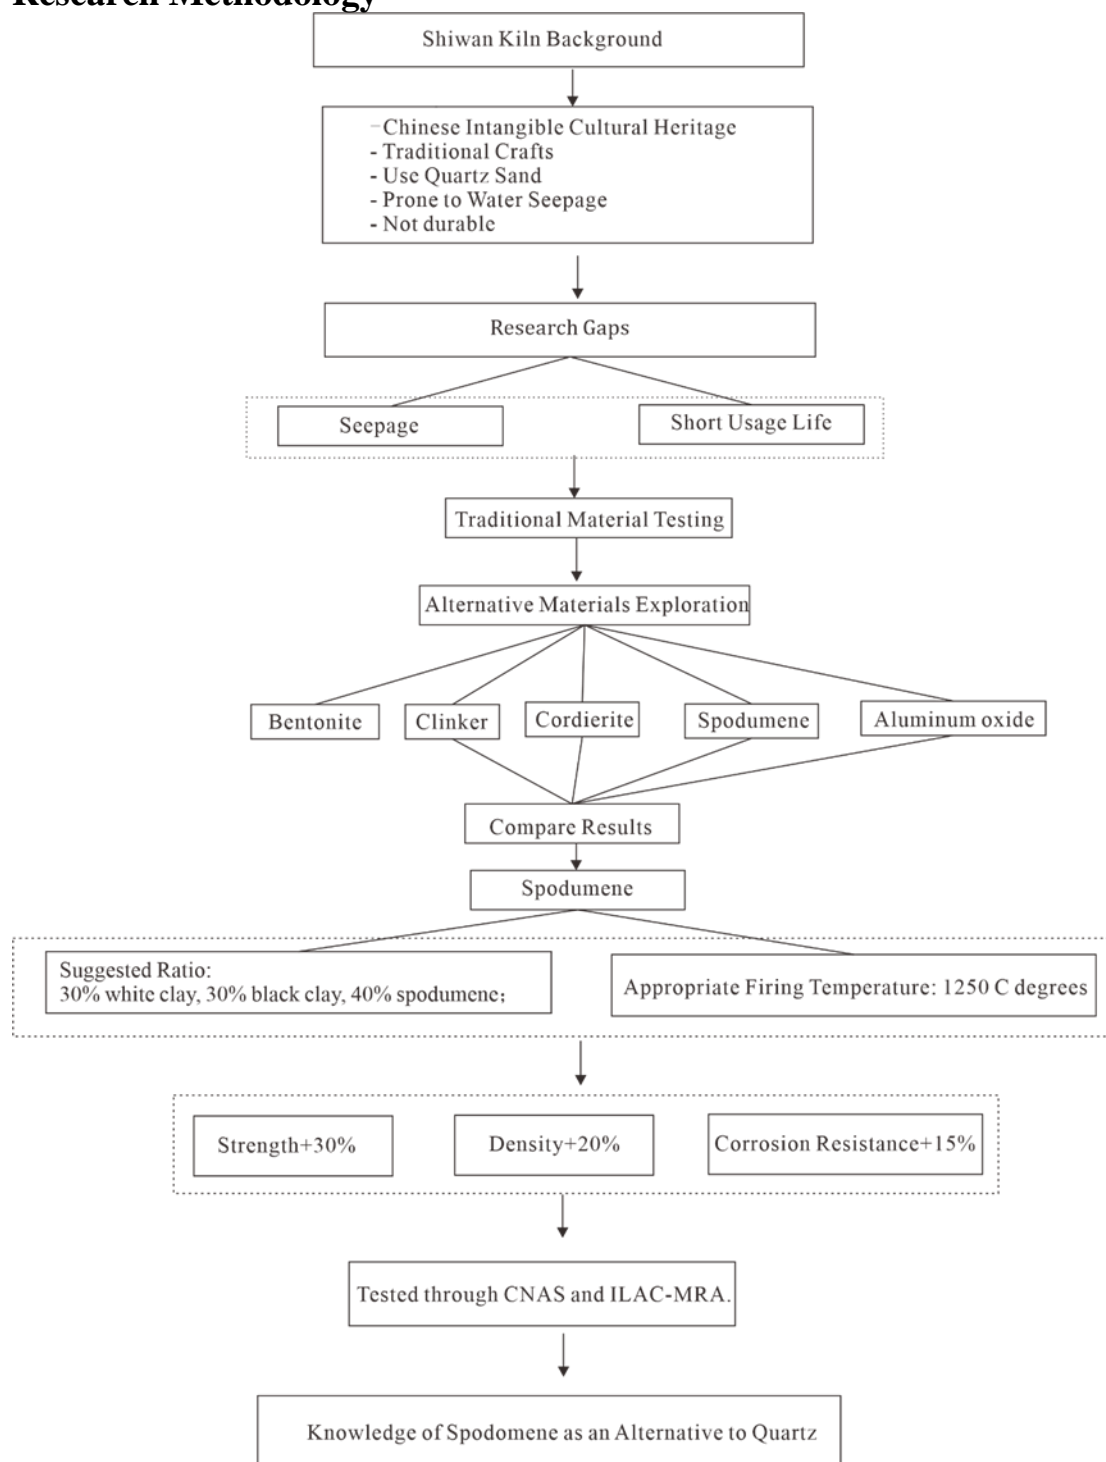 Research Methodology
Shiwan Kiln Background
-Chinese Intangible Cultural Heritage
- Traditional Crafts
- Use Quartz Sand
- Prone to Water Seepage
- Not durable
Research Gaps
Seepage
Short Usage Life
Traditional Material Testing
Alternative Materials Exploration
Bentonite
Clinker
Cordierite
Spodumene
Aluminum oxide
Compare Results
Spodumene
Suggested Ratio:
30% white clay, 30% black clay, 40% spodumene;
Appropriate Firing Temperature: 1250 C degrees
Strength+30%
Density+20%
Corrosion Resistance+15%
Tested through CNAS and ILAC-MRA.
Knowledge of Spodomene as an Alternative to Quartz